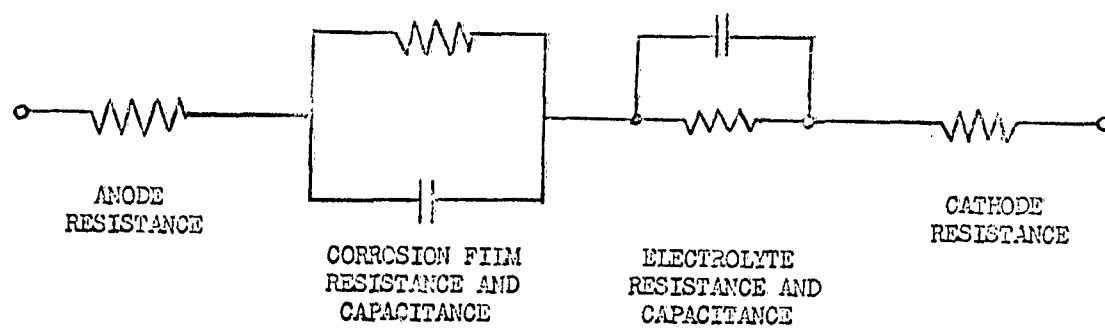 ANODE
RESISTANCE
CORROSION FILM
RESISTANCE AND
CAPACITANCE
ELECTROLYTE
RESISTANCE AND
CAPACITANCE
CATHODE
RESISTANCE